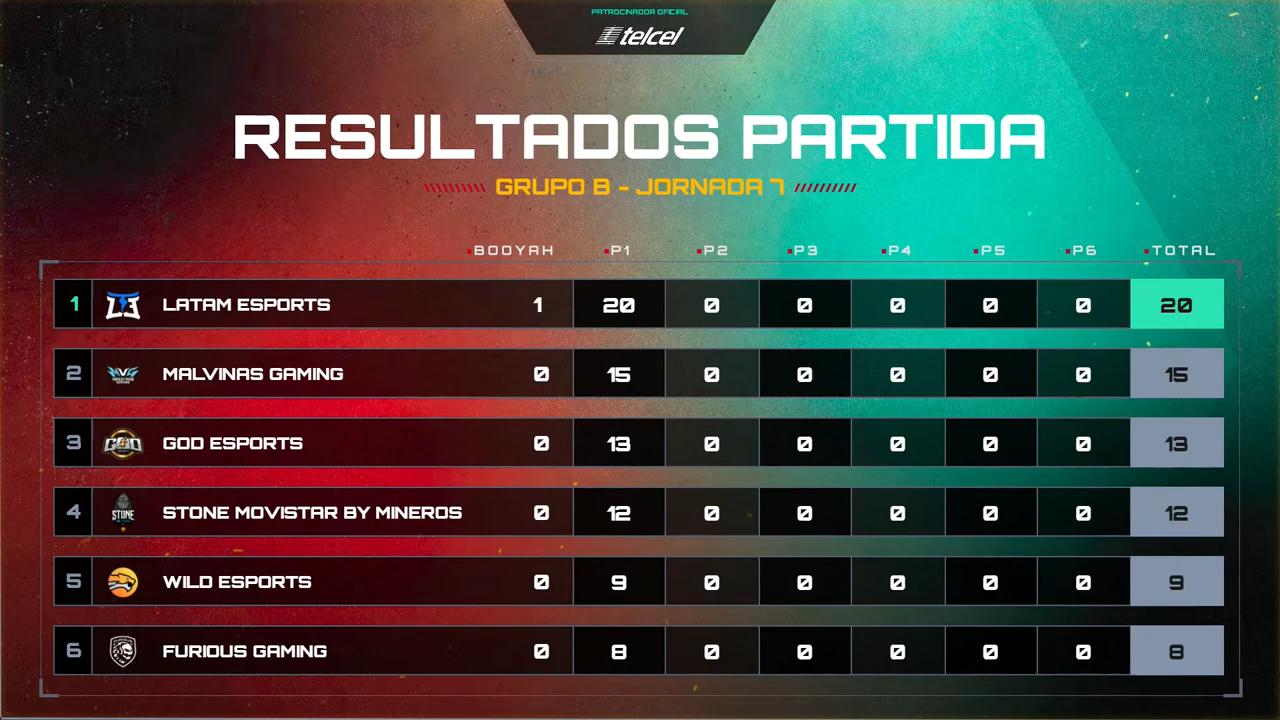 PATROCINADOR OFICIAL
telcel
RESULTADOS PARTIDA
GRUPO B - JORNADA 7
BOOYAH P1 P2 P3 P4 P5 P6 TOTAL
1 LATAM ESPORTS 1 20 0 0 0 0 0 20
2 MALVINAS GAMING 0 15 0 0 0 0 0 15
3 GOD ESPORTS 0 13 0 0 0 0 0 13
4 STONE STONE MOVISTAR BY MINEROS 0 12 0 0 0 0 0 12
5 WILD ESPORTS 0 9 0 0 0 0 0 9
6 FURIOUS GAMING 0 8 0 0 0 0 0 8